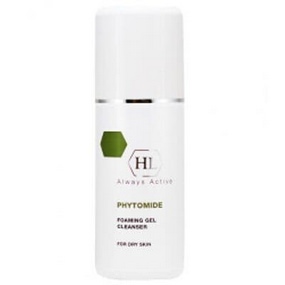 HL
Always Active
PHYTOMIDE
FOAMING GEL
CLEANSER
FOR DRY SKIN